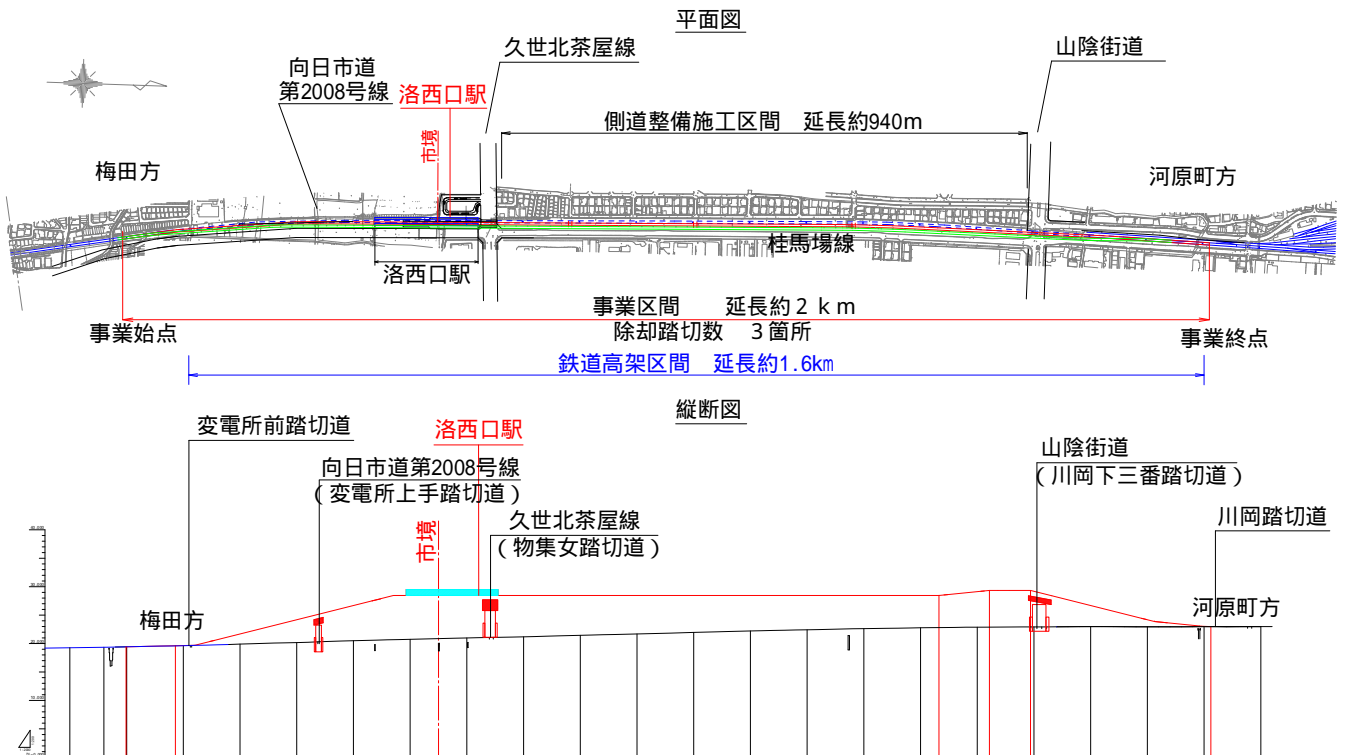 平面図
久世北茶屋線
山陰街道
向日市道
第2008号線
洛西口駅
側道整備施工区間　延長約940m
市境
梅田方
河原町方
桂馬場線
洛西口駅
事業区間　　延長約２ｋｍ
事業始点
除却踏切数　３箇所
事業終点
鉄道高架区間　延長約1.6㎞
縦断図
変電所前踏切道
洛西口駅
山陰街道
（川岡下三番踏切道）
向日市道第2008号線
（変電所上手踏切道）
久世北茶屋線
（物集女踏切道）
川岡踏切道
市境
梅田方
河原町方